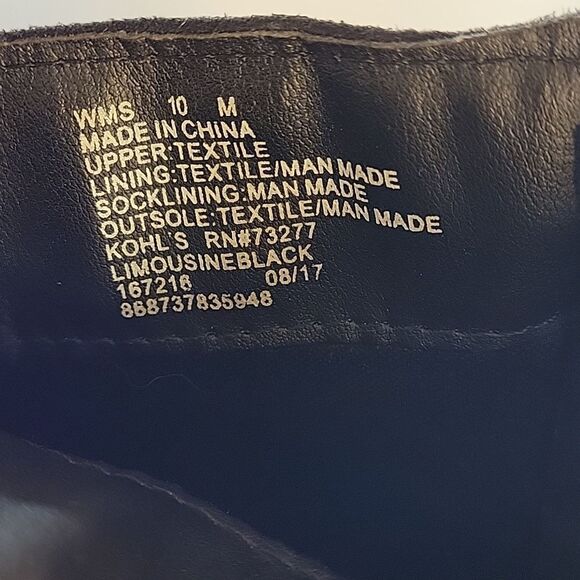 WMS 10 M
MADE IN CHINA
UPPER:TEXTILE
LINING:TEXTILE/MAN MADE
SOCKLINING:MAN MADE
OUTSOLE:TEXTILE/MAN MADE
KOHL'S RN#73277
LIMOUSINEBLACK
167216 08/17
868737835948